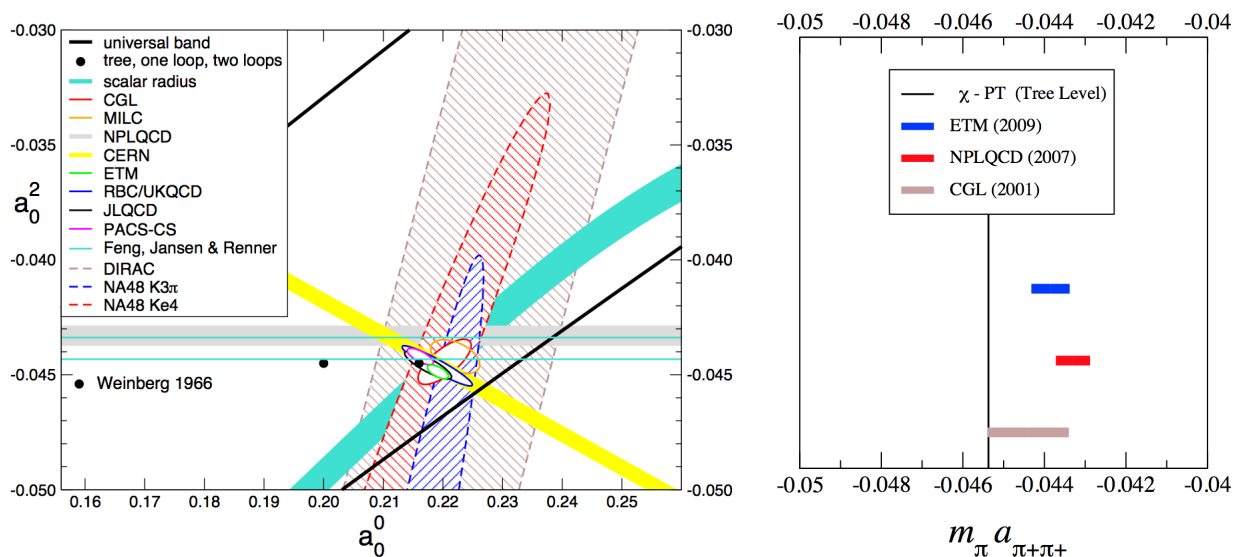 -0.030
-0.035
-0.040
-0.045
-0.050
a₀²
universal band
tree, one loop, two loops
scalar radius
CGL
MILC
NPLQCD
CERN
ETM
RBC/UKQCD
JLQCD
PACS-CS
Feng, Jansen & Renner
DIRAC
NA48 K3π
NA48 Ke4
Weinberg 1966
-0.030
-0.035
-0.040
-0.045
-0.050
0.16 0.17 0.18 0.19 0.20 0.21 0.22 0.23 0.24 0.25
a₀⁰
-0.05 -0.048 -0.046 -0.044 -0.042 -0.04
χ - PT (Tree Level)
ETM (2009)
NPLQCD (2007)
CGL (2001)
-0.05 -0.048 -0.046 -0.044 -0.042 -0.04
m_π a_π+π+